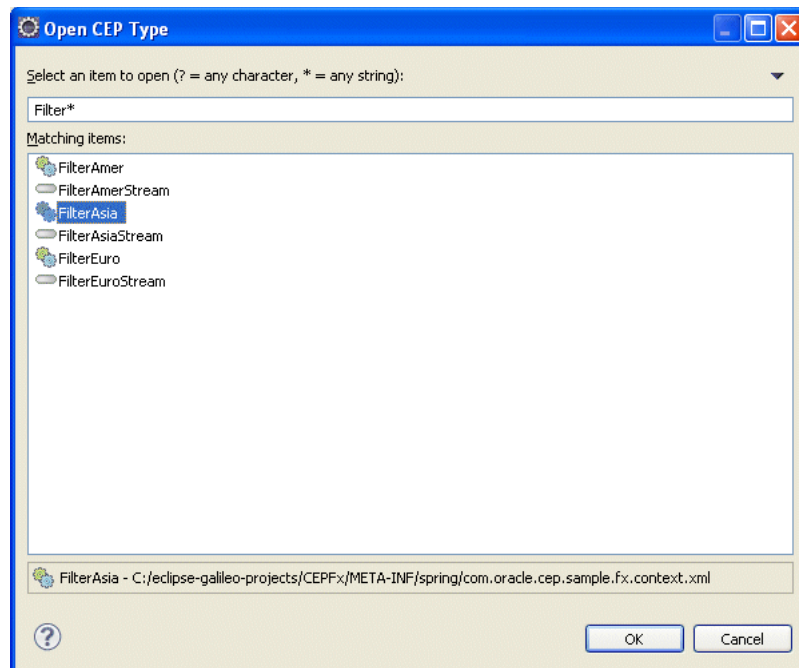 Open CEP Type
Select an item to open (? = any character, * = any string):
Filter*
Matching items:
FilterAmer
FilterAmerStream
FilterAsia
FilterAsiaStream
FilterEuro
FilterEuroStream
FilterAsia - C:/eclipse-galileo-projects/CEPFx/META-INF/spring/com.oracle.cep.sample.fx.context.xml
?
OK
Cancel